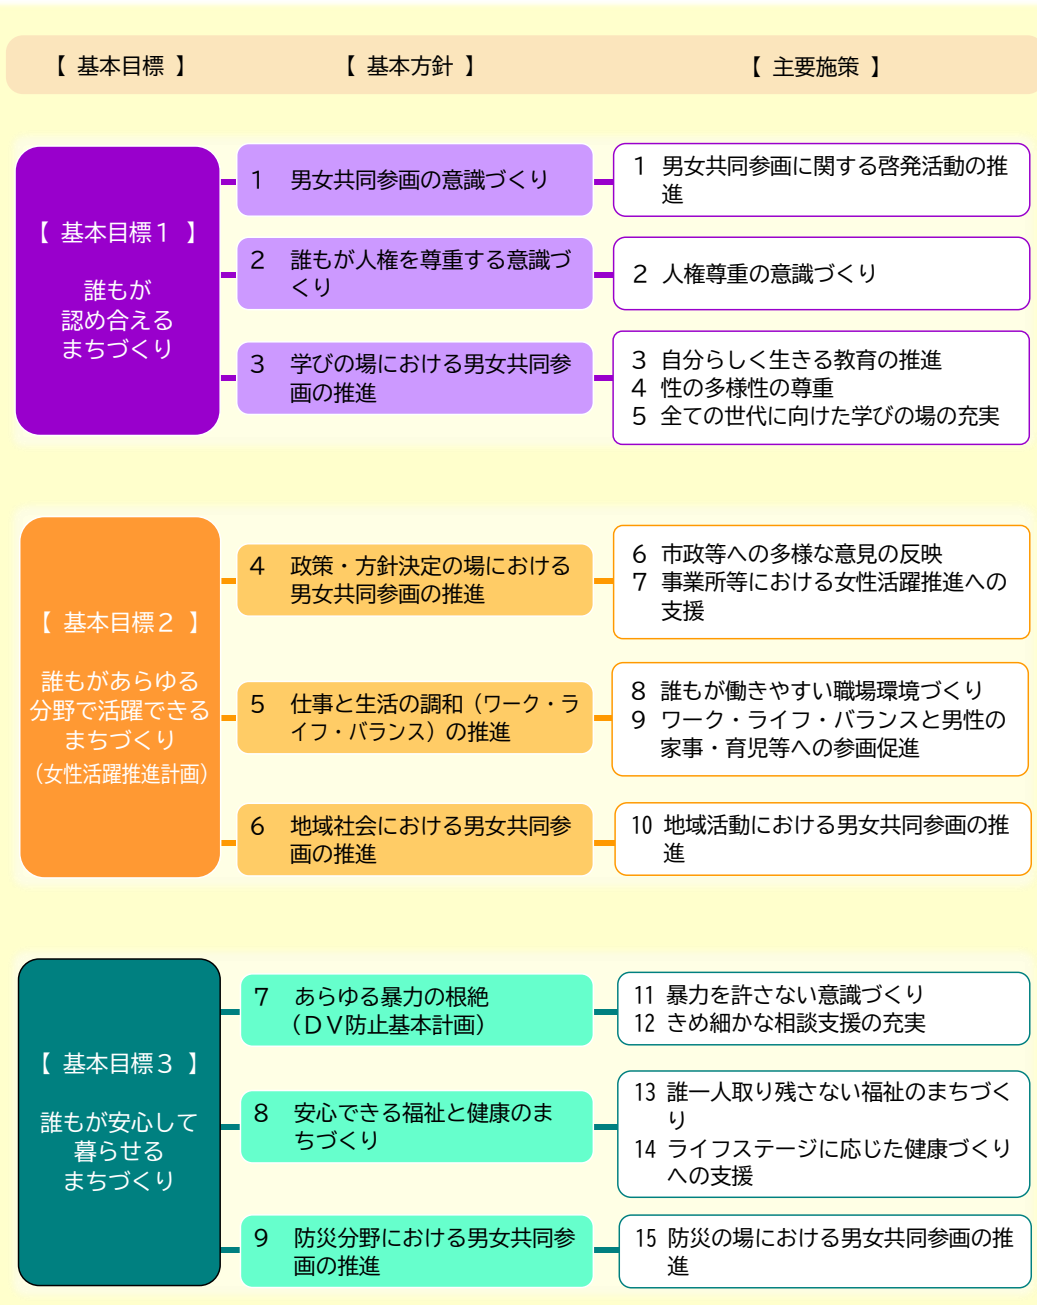 【 基本目標 】 【 基本方針 】 【 主要施策 】
【 基本目標１ 】
誰もが
認め合える
まちづくり
１ 男女共同参画の意識づくり
１ 男女共同参画に関する啓発活動の推
進
２ 誰もが人権を尊重する意識づ
くり
２ 人権尊重の意識づくり
３ 学びの場における男女共同参
画の推進
３ 自分らしく生きる教育の推進
４ 性の多様性の尊重
５ 全ての世代に向けた学びの場の充実
【 基本目標２ 】
誰もがあらゆる
分野で活躍できる
まちづくり
（女性活躍推進計画）
４ 政策・方針決定の場における
男女共同参画の推進
６ 市政等への多様な意見の反映
７ 事業所等における女性活躍推進への
支援
５ 仕事と生活の調和（ワーク・ラ
イフ・バランス）の推進
８ 誰もが働きやすい職場環境づくり
９ ワーク・ライフ・バランスと男性の
家事・育児等への参画促進
６ 地域社会における男女共同参
画の推進
10 地域活動における男女共同参画の推
進
【 基本目標３ 】
誰もが安心して
暮らせる
まちづくり
７ あらゆる暴力の根絶
（ＤＶ防止基本計画）
11 暴力を許さない意識づくり
12 きめ細かな相談支援の充実
８ 安心できる福祉と健康のま
ちづくり
13 誰一人取り残さない福祉のまちづく
り
14 ライフステージに応じた健康づくり
への支援
９ 防災分野における男女共同参
画の推進
15 防災の場における男女共同参画の推
進